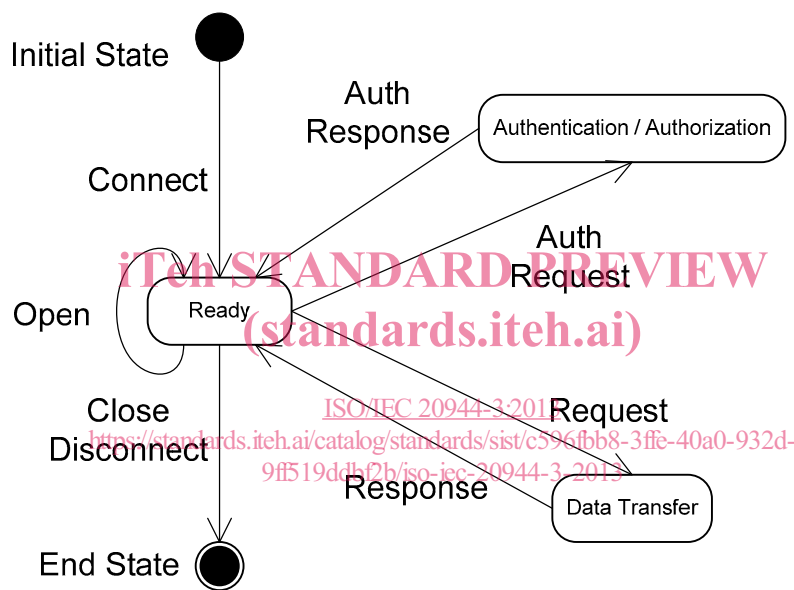 Initial State
Auth
Response
Authentication / Authorization
Connect
Auth
Request
iTeh STANDARD PREVIEW
(standards.iteh.ai)
Open
Ready
Close
Disconnect
ISO/IEC 20944-3:2013
Request
https://standards.iteh.ai/catalog/standards/sist/c596fbb8-3ffe-40a0-932d-
9ff519ddbf2b/iso-iec-20944-3-2013
Response
Data Transfer
End State